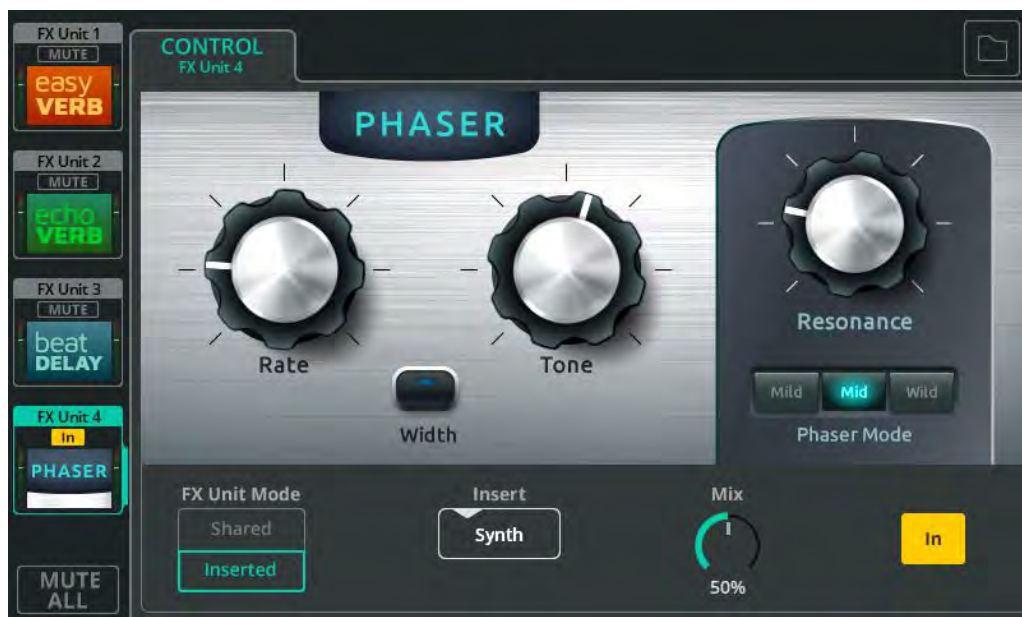 FX Unit 1
MUTE
easy
VERB
FX Unit 2
MUTE
echo
VERB
FX Unit 3
MUTE
beat
DELAY
FX Unit 4
In
PHASER
MUTE
ALL
CONTROL
FX Unit 4
PHASER
Rate
Tone
Width
Resonance
Mild Mid Wild
Phaser Mode
FX Unit Mode
Shared
Inserted
Insert
Synth
Mix
50%
In